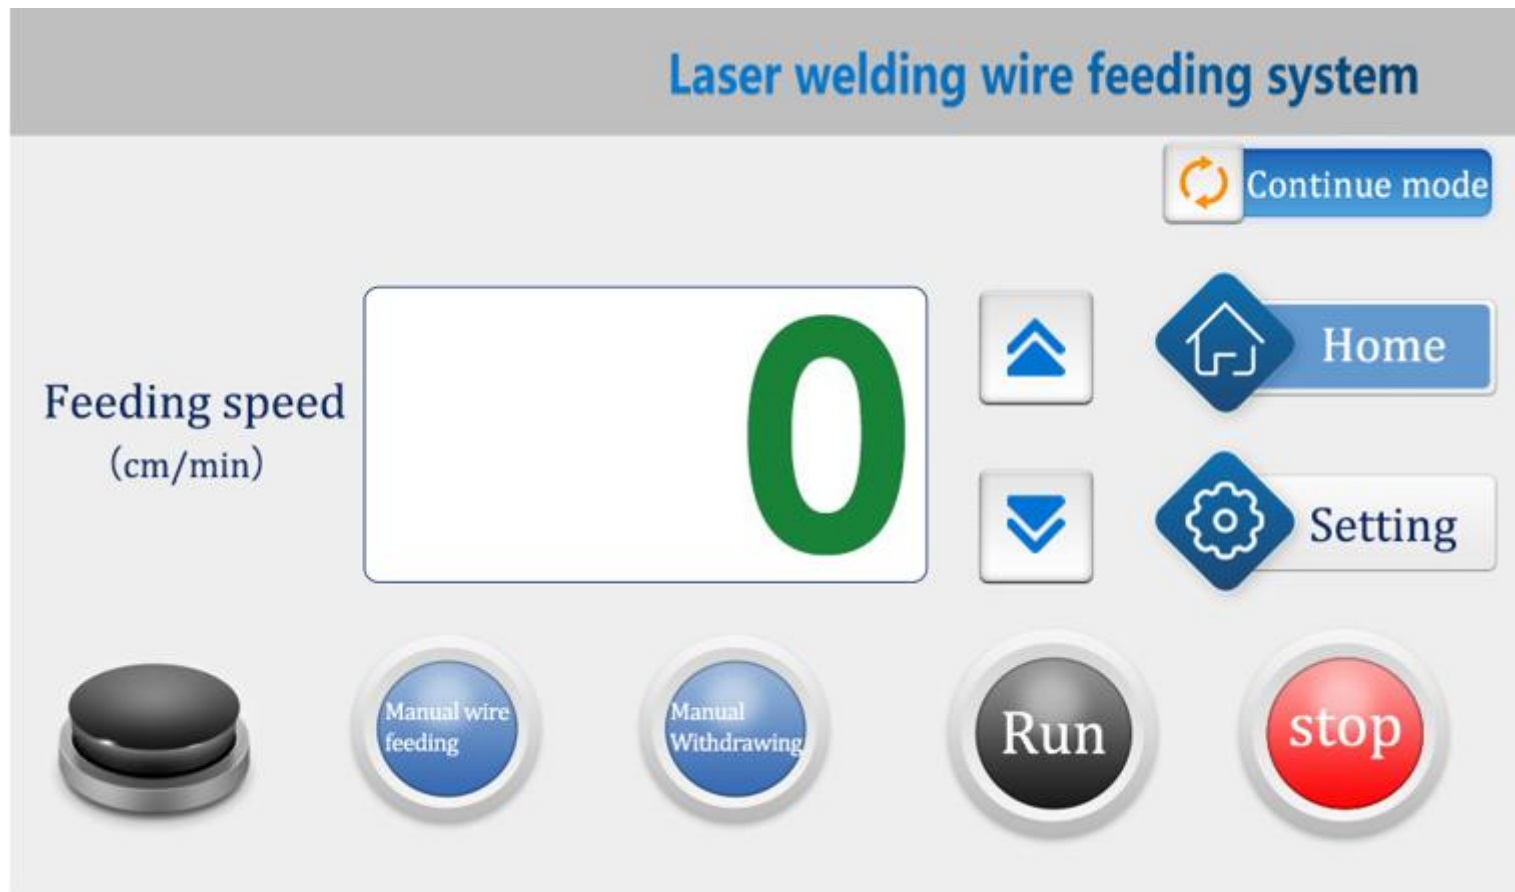 Laser welding wire feeding system
Continue mode
Feeding speed
(cm/min)
0
Home
Setting
Manual wire
feeding
Manual
Withdrawing
Run
stop